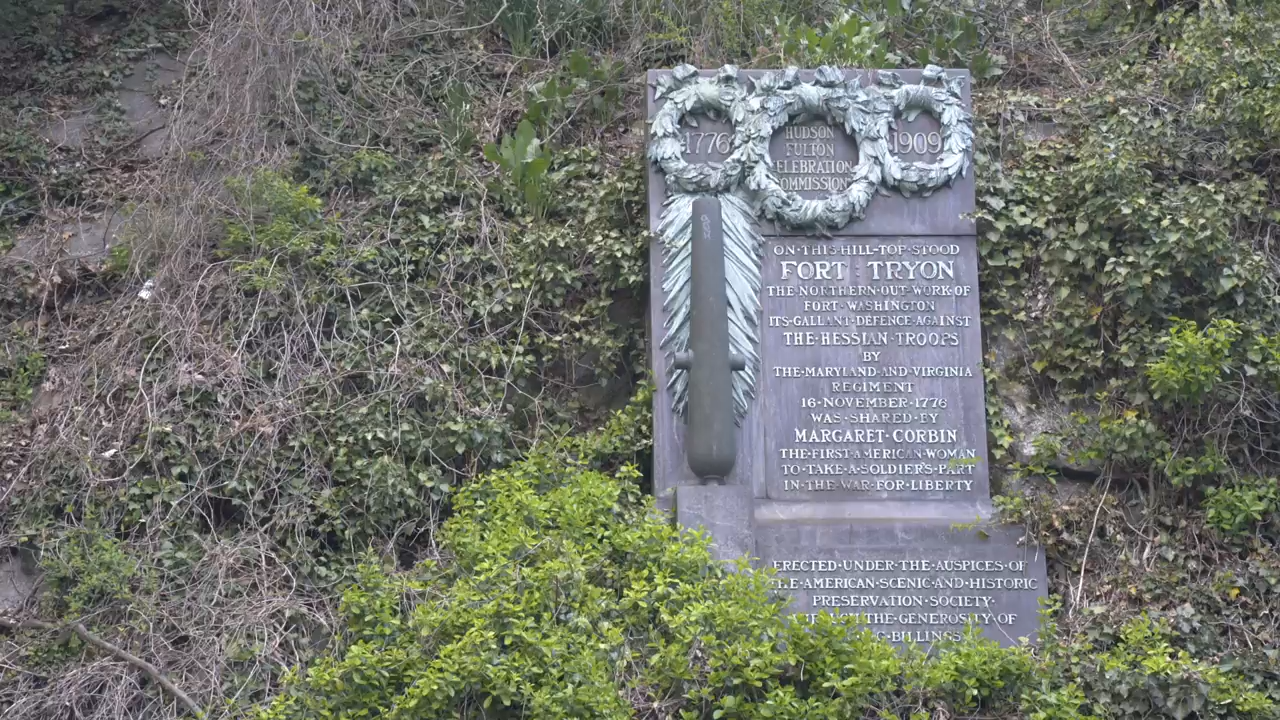 1776
HUDSON
FULTON
CELEBRATION
COMMISSION
1909
ON·THIS·HILL-TOP·STOOD
FORT : TRYON
THE·NORTHERN·OUT-WORK·OF
FORT·WASHINGTON
ITS·GALLANT·DEFENCE·AGAINST
THE·HESSIAN·TROOPS
BY
THE·MARYLAND·AND·VIRGINIA
REGIMENT
16·NOVEMBER·1776
WAS·SHARED·BY
MARGARET·CORBIN
THE·FIRST·AMERICAN·WOMAN
TO·TAKE·A·SOLDIER'S·PART
IN·THE·WAR·FOR·LIBERTY
ERECTED·UNDER·THE·AUSPICES·OF
THE·AMERICAN·SCENIC·AND·HISTORIC
PRESERVATION·SOCIETY·
THE·GENEROSITY·OF
BILLINGS